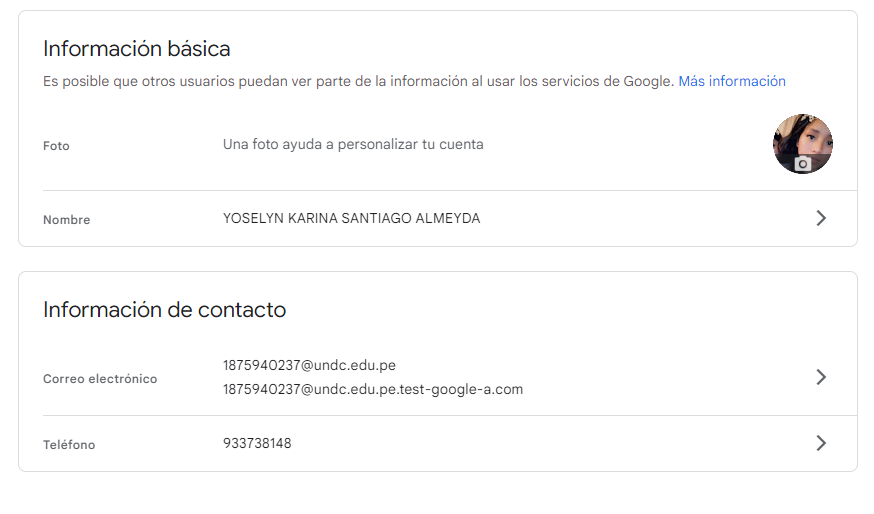 Información básica
Es posible que otros usuarios puedan ver parte de la información al usar los servicios de Google. Más información
Foto
Una foto ayuda a personalizar tu cuenta
Nombre
YOSELYN KARINA SANTIAGO ALMEYDA
Información de contacto
Correo electrónico
1875940237@undc.edu.pe
1875940237@undc.edu.pe.test-google-a.com
Teléfono
933738148